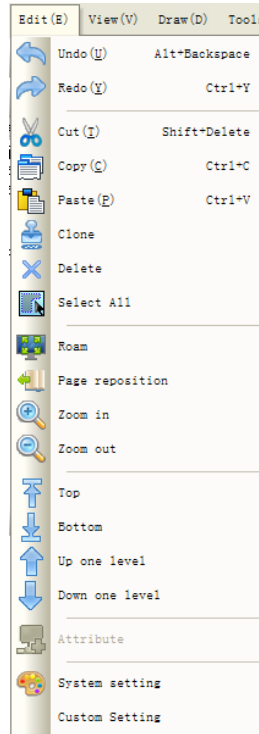 Edit(E) View(V) Draw(D)
Undo(U) Alt+Backspace
Redo(Y) Ctrl+Y
Cut(T) Shift+Delete
Copy(C) Ctrl+C
Paste(P) Ctrl+V
Clone
Delete
Select All
Roam
Page reposition
Zoom in
Zoom out
Top
Bottom
Up one level
Down one level
Attribute
System setting
Custom Setting